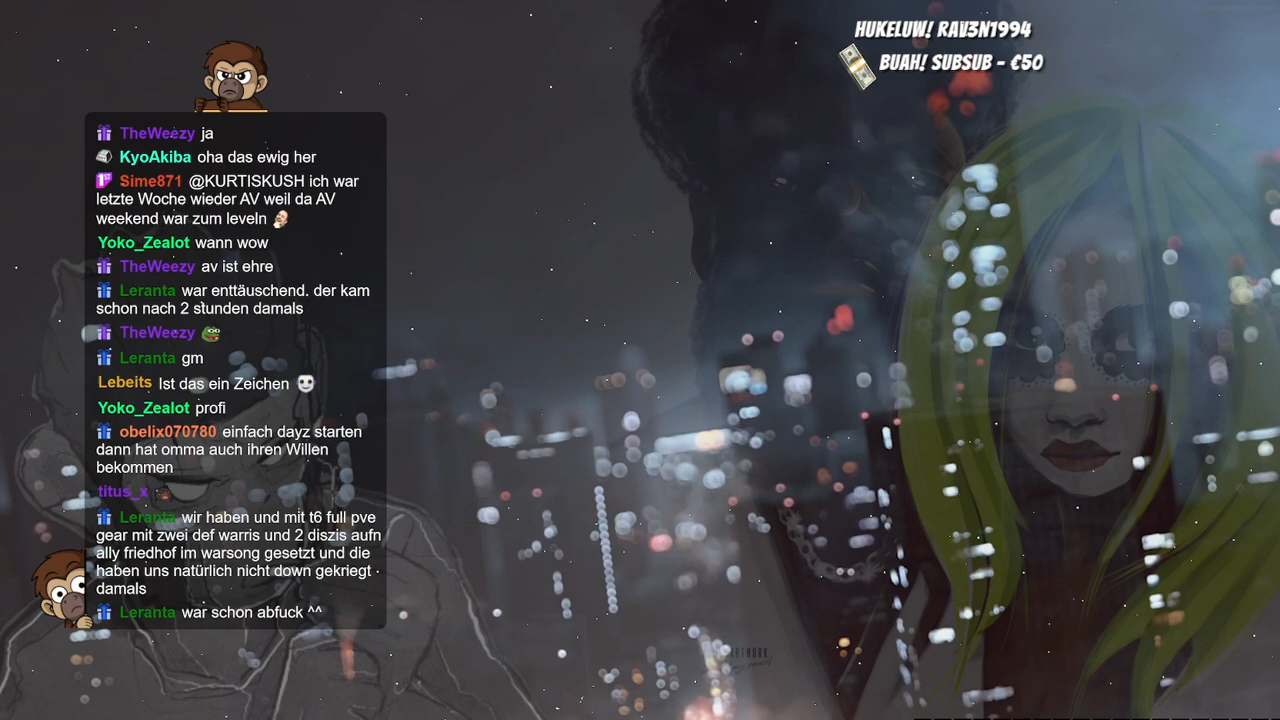 HUKELUW! RAV3N1994
BUAH! SUBSUB - €50
TheWeezy ja
KyoAkiba oha das ewig her
Sime871 @KURTISKUSH ich war
letzte Woche wieder AV weil da AV
weekend war zum leveln
Yoko_Zealot wann wow
TheWeezy av ist ehre
Leranta war enttäuschend. der kam
schon nach 2 stunden damals
TheWeezy
Leranta gm
Lebeits Ist das ein Zeichen
Yoko_Zealot profi
obelix070780 einfach dayz starten
dann hat omma auch ihren Willen
bekommen
titus_x
Leranta wir haben und mit t6 full pve
gear mit zwei def warris und 2 diszis aufn
ally friedhof im warsong gesetzt und die
haben uns natürlich nicht down gekriegt
damals
Leranta war schon abfuck ^^
ARTWORK